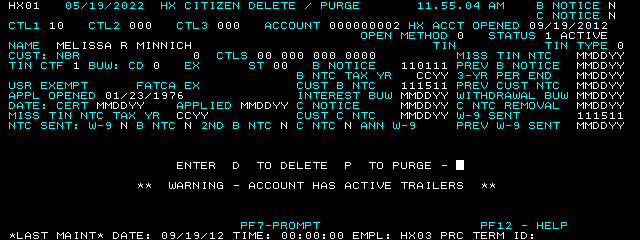 HX01 05/19/2022 HX CITIZEN DELETE / PURGE 11.55.04 AM B NOTICE N
C NOTICE N
CTL1 10 CTL2 000 CTL3 000 ACCOUNT 0000000002 HX ACCT OPENED 09/19/2012
OPEN METHOD 0 STATUS 1 ACTIVE
NAME MELISSA R MINNICH TIN TIN TYPE 0
CUST: NBR 0 CTLS 00 000 000 0000 MISS TIN NTC MMDDYY
TIN CTF 1 BUW: CD 0 EX ST 00 B NOTICE 110111 PREV B NOTICE MMDDYY
B NTC TAX YR CCYY 3-YR PER END MMDDYY
USR EXEMPT FATCA EX CUST B NTC 111511 PREV CUST NTC MMDDYY
APPL OPENED 01/23/1976 INTEREST BUW MMDDYY WITHDRAWAL BUW MMDDYY
DATE: CERT MMDDYY APPLIED MMDDYY C NOTICE MMDDYY C NTC REMOVAL MMDDYY
MISS TIN NTC TAX YR CCYY CUST C NTC MMDDYY W-9 SENT 111511
NTC SENT: W-9 N B NTC N 2ND B NTC N C NTC N ANN W-9 PREV W-9 SENT MMDDYY
ENTER D TO DELETE P TO PURGE -
** WARNING - ACCOUNT HAS ACTIVE TRAILERS **
PF7-PROMPT PF12 - HELP
*LAST MAINT* DATE: 09/19/12 TIME: 00:00:00 EMPL: HX03 PRC TERM ID: